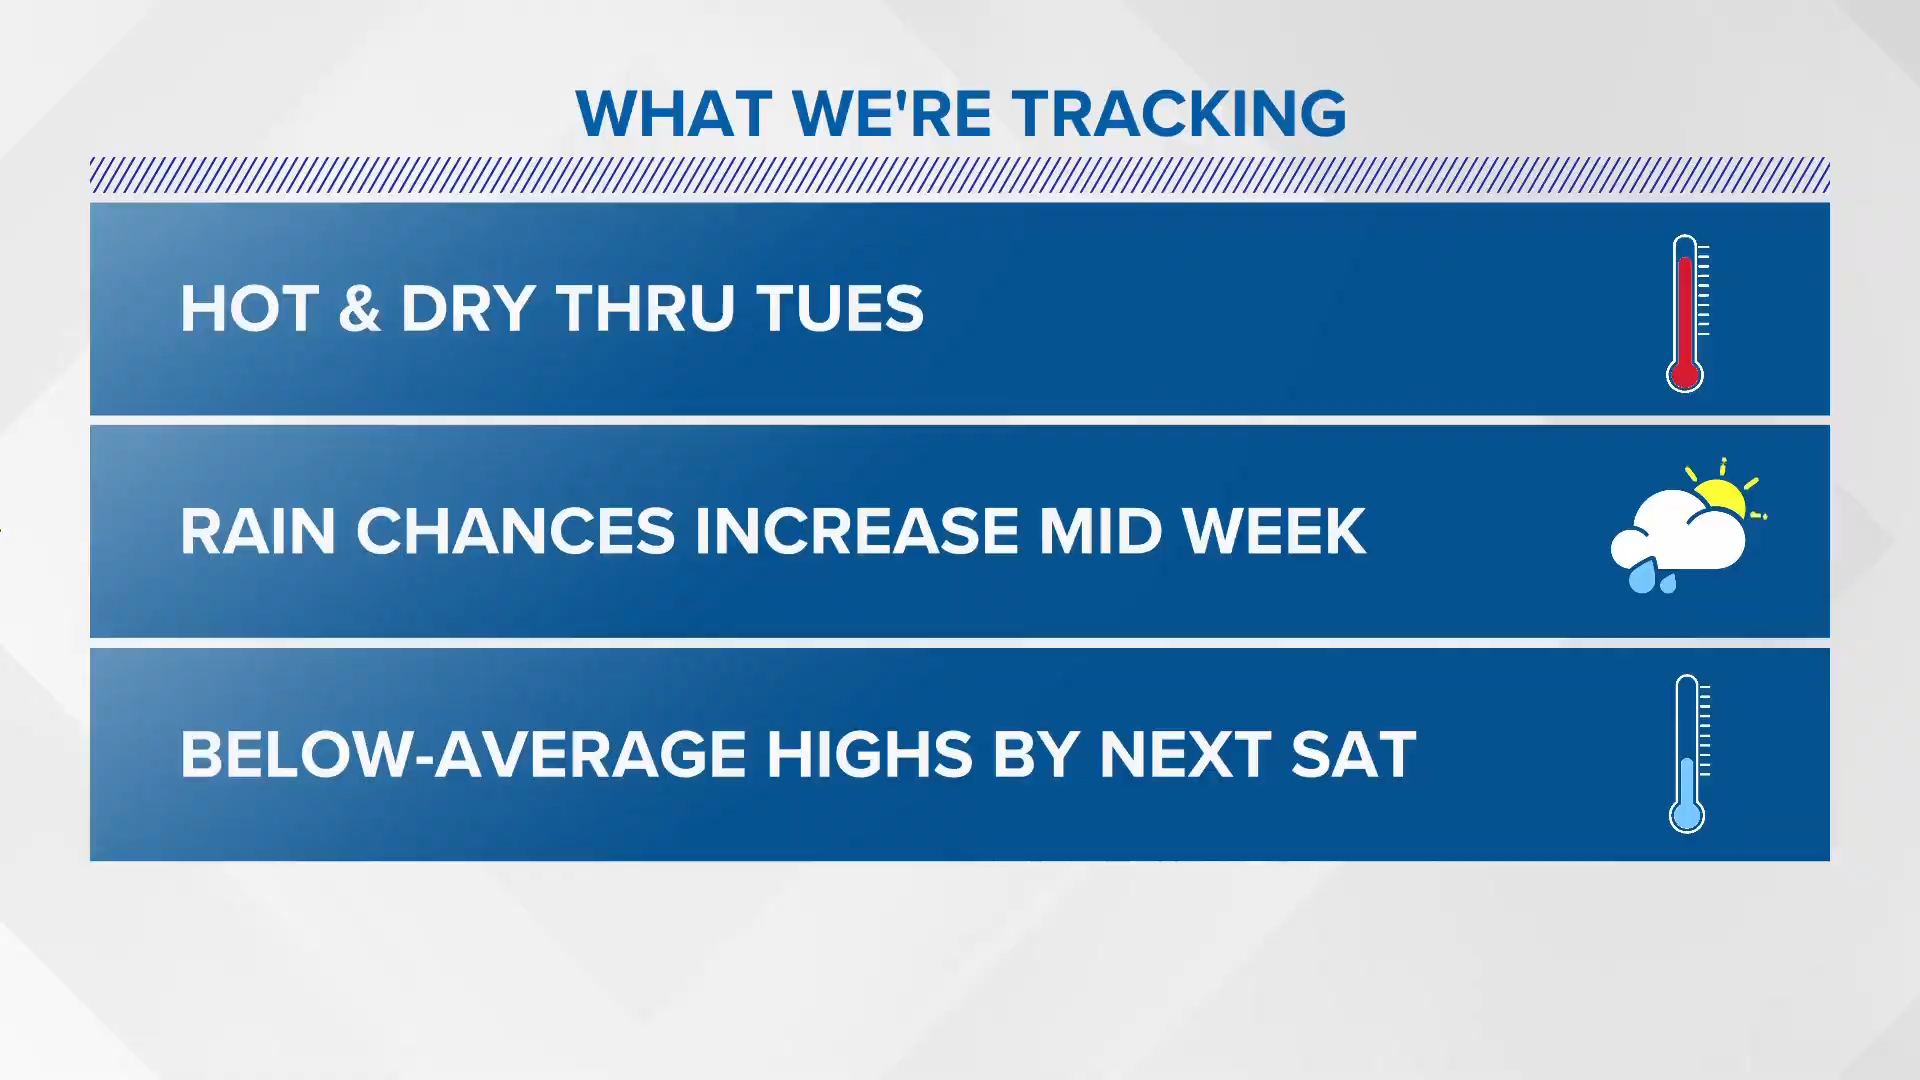 WHAT WE'RE TRACKING
HOT & DRY THRU TUES
RAIN CHANCES INCREASE MID WEEK
BELOW-AVERAGE HIGHS BY NEXT SAT